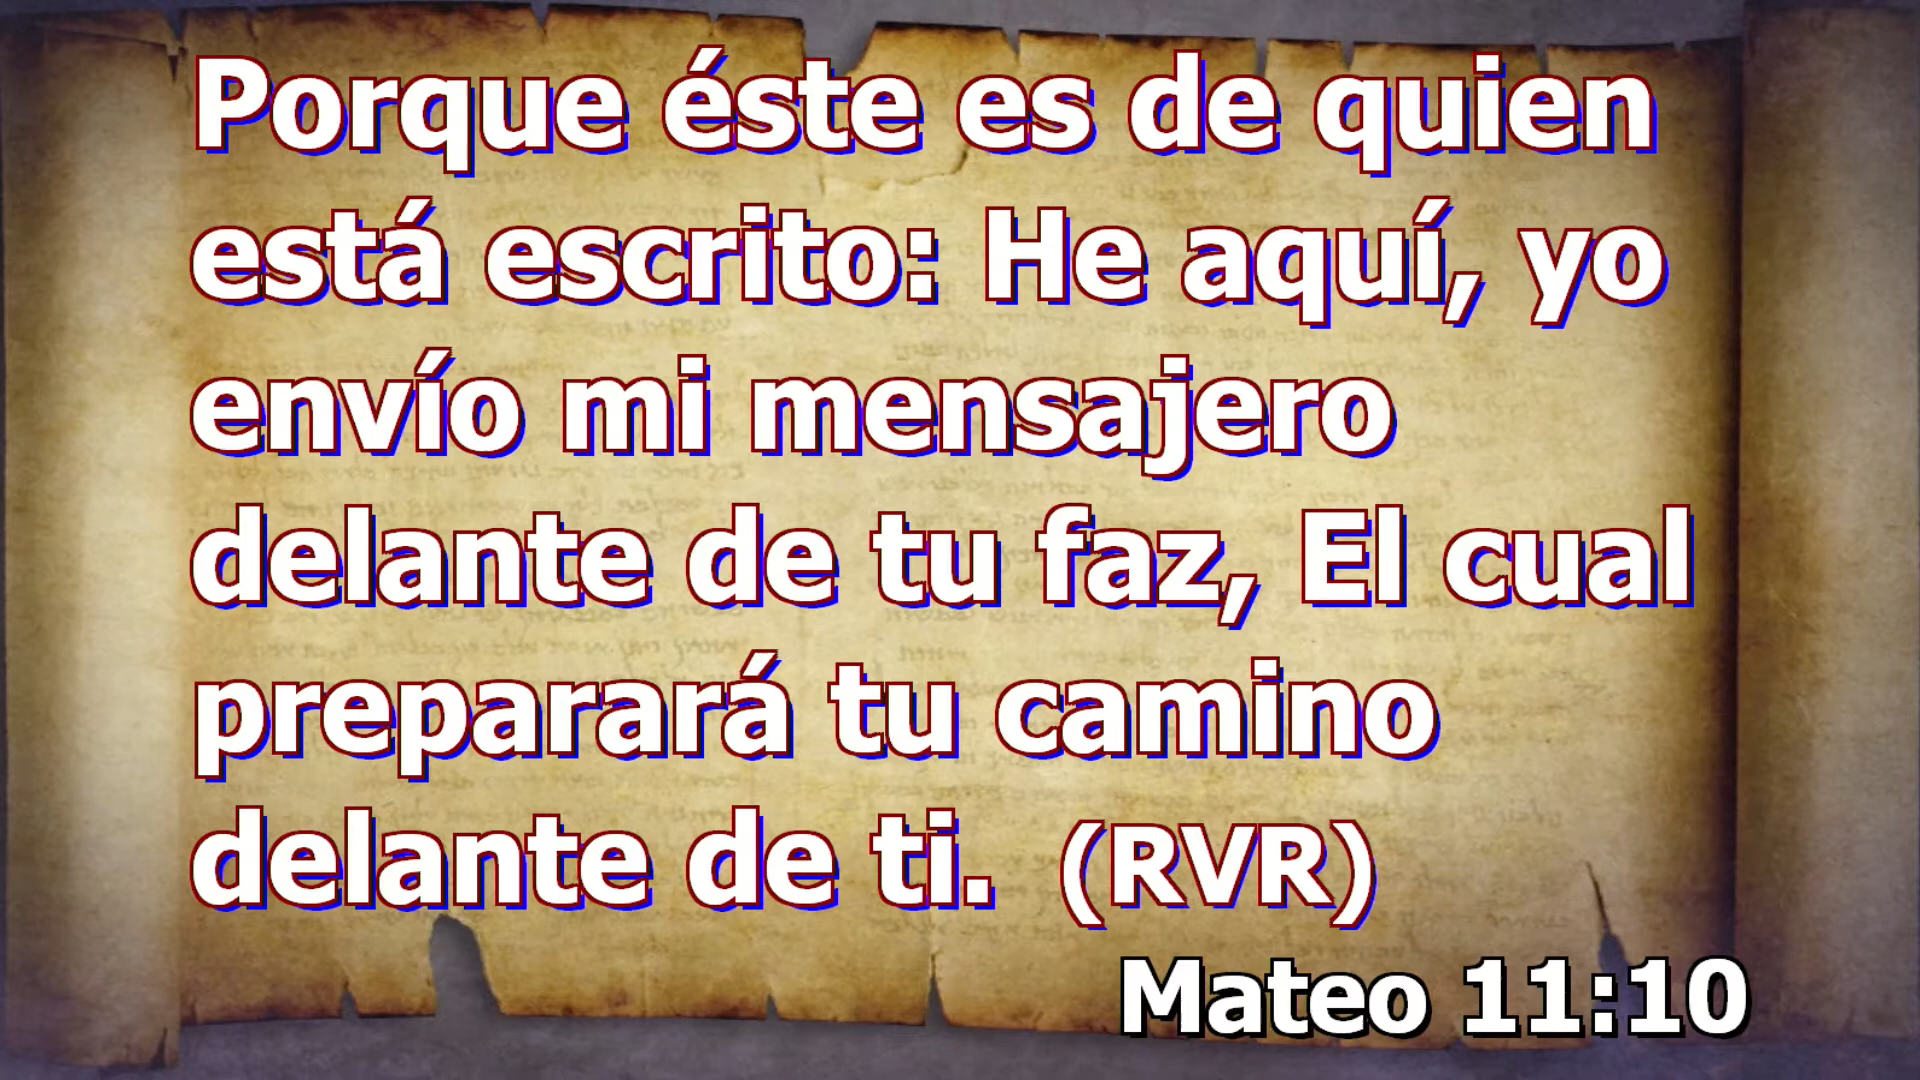 Porque éste es de quien
está escrito: He aquí, yo
envío mi mensajero
delante de tu faz, El cual
preparará tu camino
delante de ti. (RVR)
Mateo 11:10